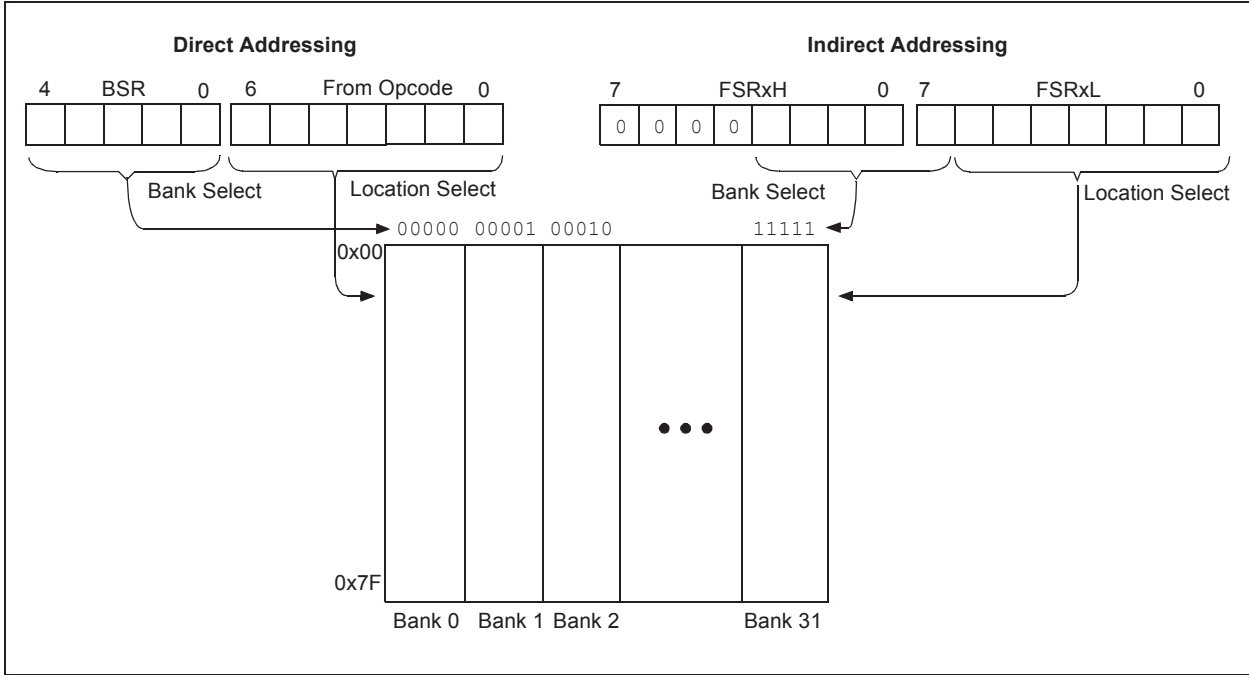 Direct Addressing Indirect Addressing
4 BSR 0 6 From Opcode 0 7 FSRxH 0 7 FSRxL 0
0 0 0 0
Bank Select Location Select Bank Select Location Select
00000 00001 00010 11111
0x00
0x7F
Bank 0 Bank 1 Bank 2 Bank 31